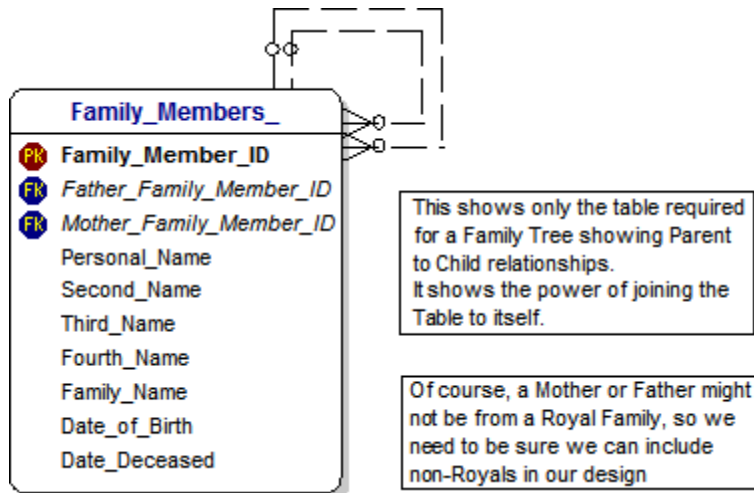 Family_Members_
PK Family_Member_ID
FK Father_Family_Member_ID
FK Mother_Family_Member_ID
Personal_Name
Second_Name
Third_Name
Fourth_Name
Family_Name
Date_of_Birth
Date_Deceased
This shows only the table required
for a Family Tree showing Parent
to Child relationships.
It shows the power of joining the
Table to itself.
Of course, a Mother or Father might
not be from a Royal Family, so we
need to be sure we can include
non-Royals in our design